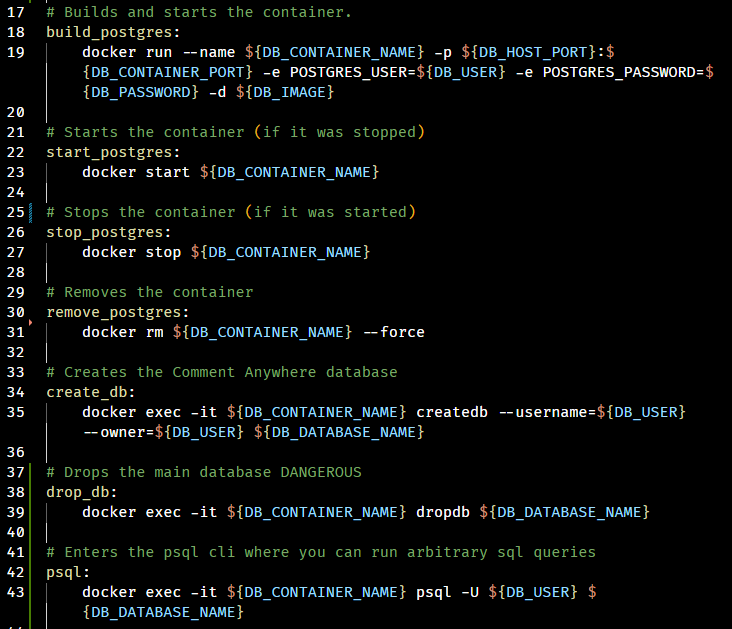 17 # Builds and starts the container.
18 build_postgres:
19 docker run --name ${DB_CONTAINER_NAME} -p ${DB_HOST_PORT}:$
{DB_CONTAINER_PORT} -e POSTGRES_USER=${DB_USER} -e POSTGRES_PASSWORD=$
{DB_PASSWORD} -d ${DB_IMAGE}
20
21 # Starts the container (if it was stopped)
22 start_postgres:
23 docker start ${DB_CONTAINER_NAME}
24
25 # Stops the container (if it was started)
26 stop_postgres:
27 docker stop ${DB_CONTAINER_NAME}
28
29 # Removes the container
30 remove_postgres:
31 docker rm ${DB_CONTAINER_NAME} --force
32
33 # Creates the Comment Anywhere database
34 create_db:
35 docker exec -it ${DB_CONTAINER_NAME} createdb --username=${DB_USER}
--owner=${DB_USER} ${DB_DATABASE_NAME}
36
37 # Drops the main database DANGEROUS
38 drop_db:
39 docker exec -it ${DB_CONTAINER_NAME} dropdb ${DB_DATABASE_NAME}
40
41 # Enters the psql cli where you can run arbitrary sql queries
42 psql:
43 docker exec -it ${DB_CONTAINER_NAME} psql -U ${DB_USER} $
{DB_DATABASE_NAME}